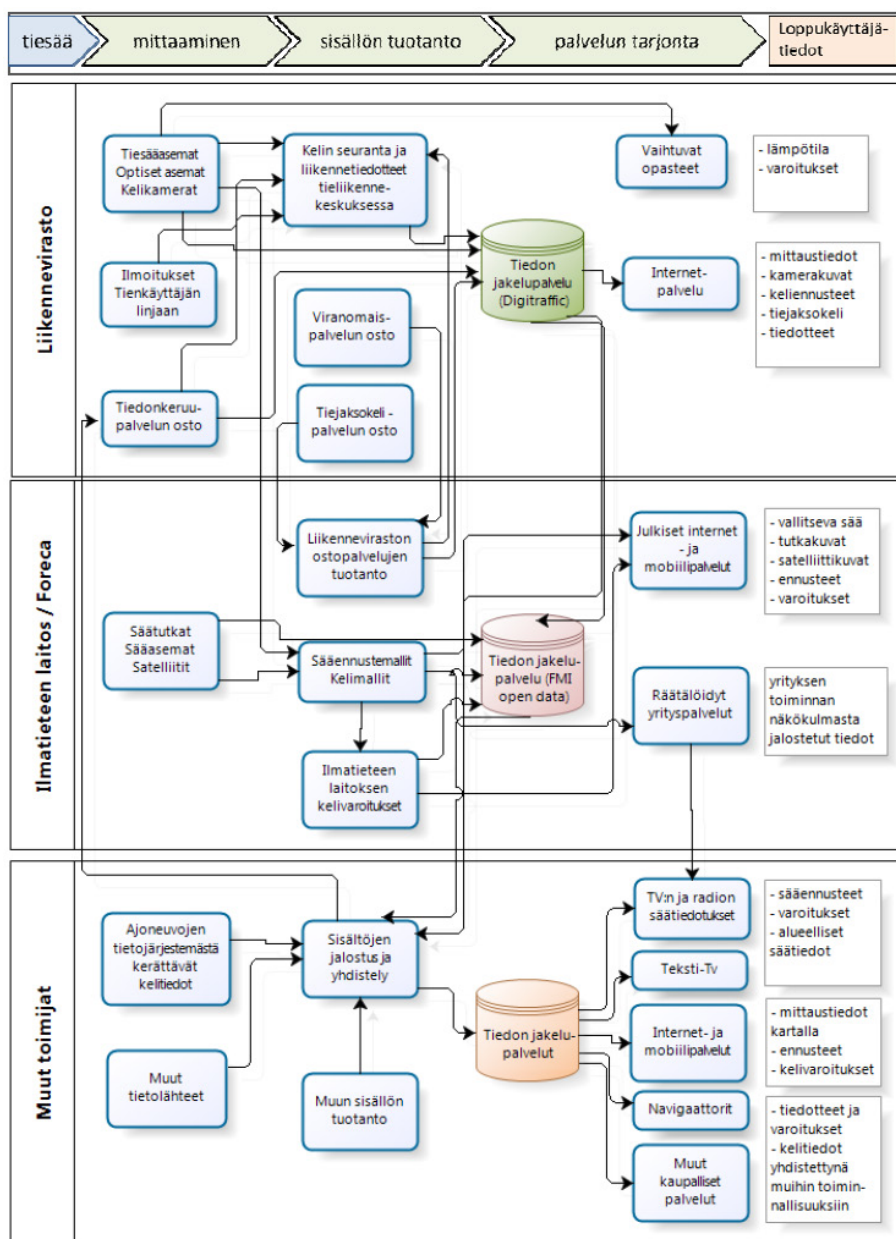 tiesää
mittaaminen
sisällön tuotanto
palvelun tarjonta
Loppukäyttäjä-
tiedot
Liikennevirasto
Tiesääasemat
Optiset asemat
Kelikamerat
Kelin seuranta ja
liikennetiedotteet
tieliikenne-
keskuksessa
Vaihtuvat
opasteet
- lämpötila
- varoitukset
Ilmoitukset
Tienkäyttäjän
linjaan
Tiedon
jakelupalvelu
(Digitraffic)
Internet-
palvelu
- mittaustiedot
- kamerakuvat
- keliennusteet
- tiejaksokeli
- tiedotteet
Viranomais-
palvelun osto
Tiedonkeruu-
palvelun osto
Tiejaksokeli -
palvelun osto
Ilmatieteen laitos / Foreca
Liikenneviraston
ostopalvelujen
tuotanto
Julkiset internet
- ja
mobiilipalvelut
- vallitseva sää
- tutkakuvat
- satelliittikuvat
- ennusteet
- varoitukset
Säätutkat
Sääasemat
Satelliitit
Sääennustemallit
Kelimallit
Tiedon jakelu-
palvelu (FMI
open data)
Räätälöidyt
yrityspalvelut
yrityksen
toiminnan
näkökulmasta
jalostetut tiedot
Ilmatieteen
laitoksen
kelivaroitukset
Muut toimijat
Ajoneuvojen
tietojärjestemästä
kerättävät
kelitiedot
Sisältöjen
jalostus ja
yhdistely
TV:n ja radion
säätiedotukset
- sääennusteet
- varoitukset
- alueelliset
säätiedot
Teksti-Tv
Tiedon jakelu-
palvelut
Internet- ja
mobiilipalvelut
- mittaustiedot
kartalla
- ennusteet
- kelivaroitukset
Muut
tietolähteet
Muun sisällön
tuotanto
Navigaattorit
Muut
kaupalliset
palvelut
- tiedotteet ja
varoitukset
- kelitiedot
yhdistettynä
muihin toimin-
nallisuuksiin